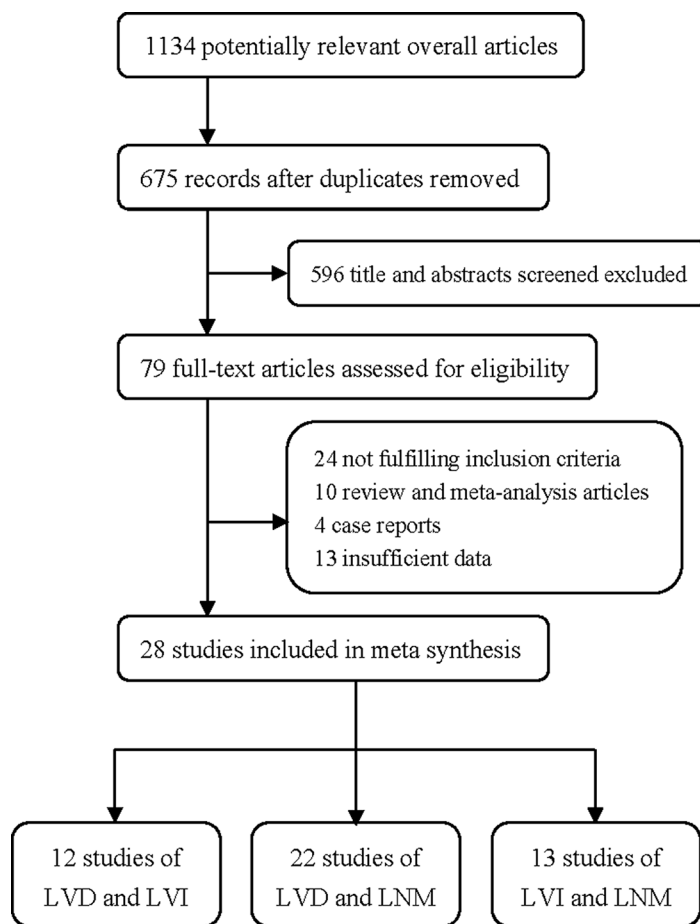 1134 potentially relevant overall articles
675 records after duplicates removed
596 title and abstracts screened excluded
79 full-text articles assessed for eligibility
24 not fulfilling inclusion criteria
10 review and meta-analysis articles
4 case reports
13 insufficient data
28 studies included in meta synthesis
12 studies of
LVD and LVI
22 studies of
LVD and LNM
13 studies of
LVI and LNM